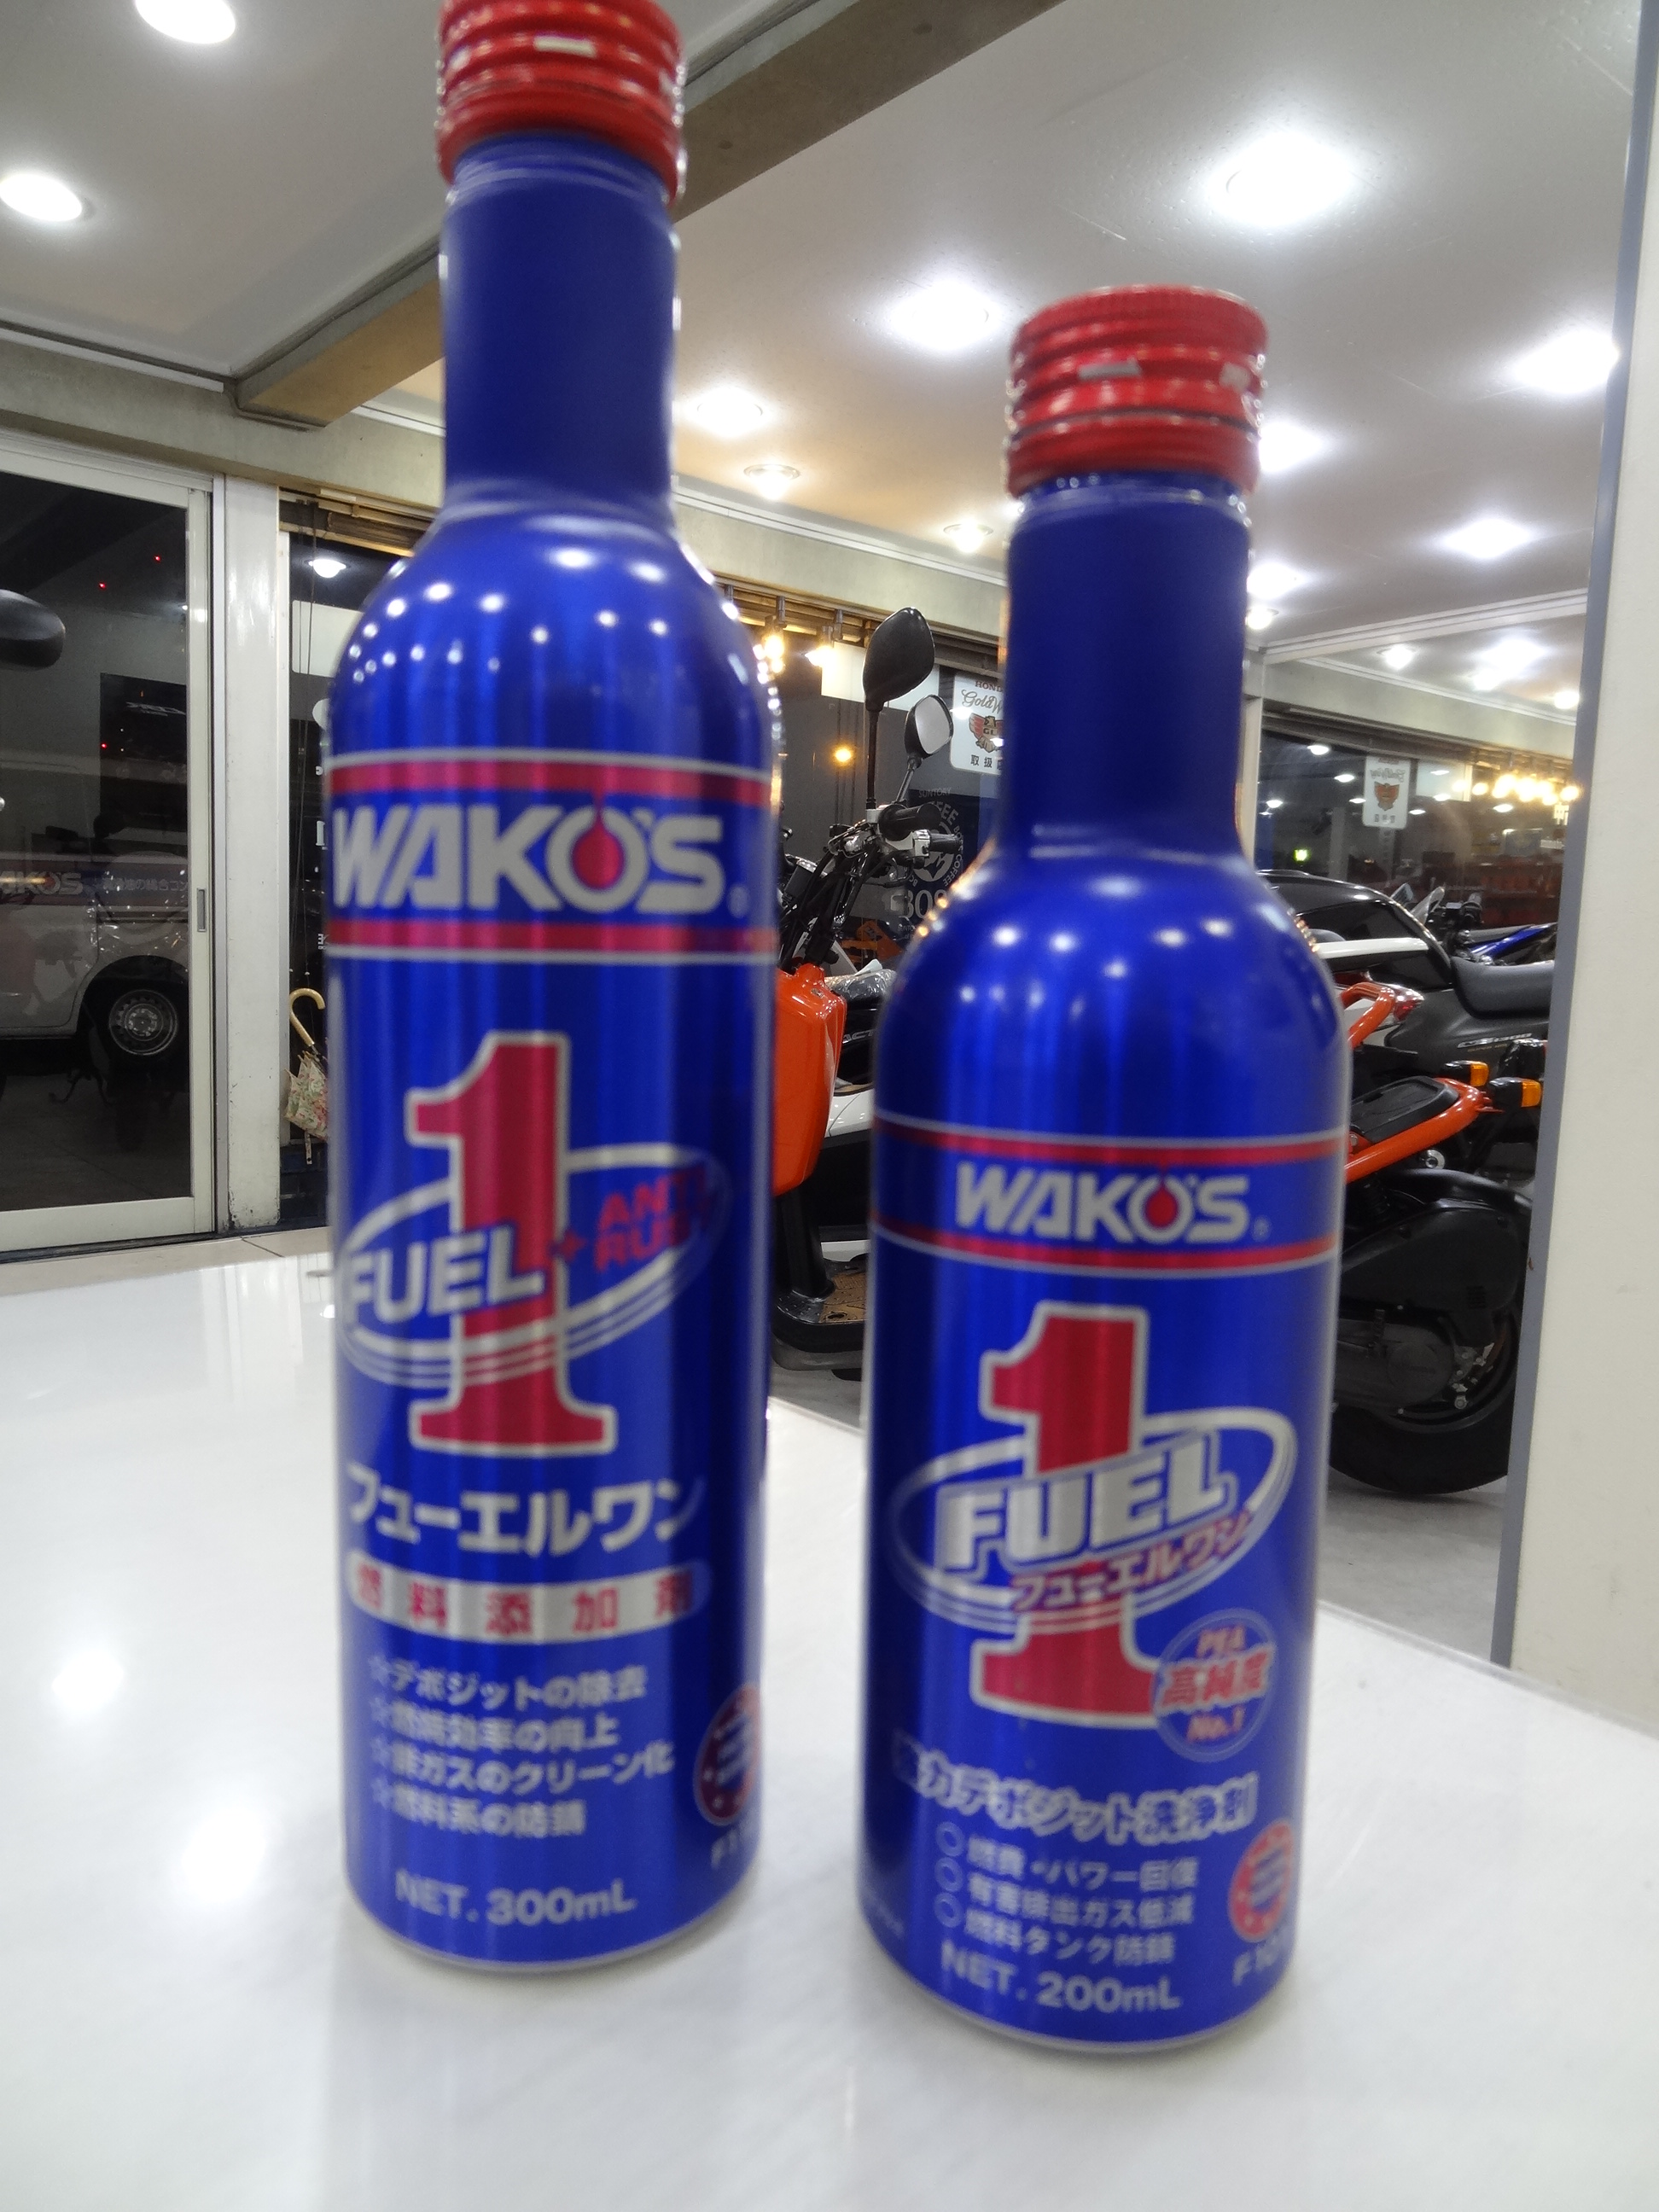 WAKO'S
1
FUEL + ANTI
RUST
フューエルワン
燃料添加剤
☆デポジットの除去
☆燃焼効率の向上
☆排ガスのクリーン化
☆燃料系の防錆
NET. 300mL
WAKO'S
1
FUEL
フューエルワン
PEA
高純度
No.1
強力デポジット洗浄剤
○燃費・パワー回復
○有害排出ガス低減
○燃料タンク防錆
NET. 200mL
HONDA
Gold
取扱